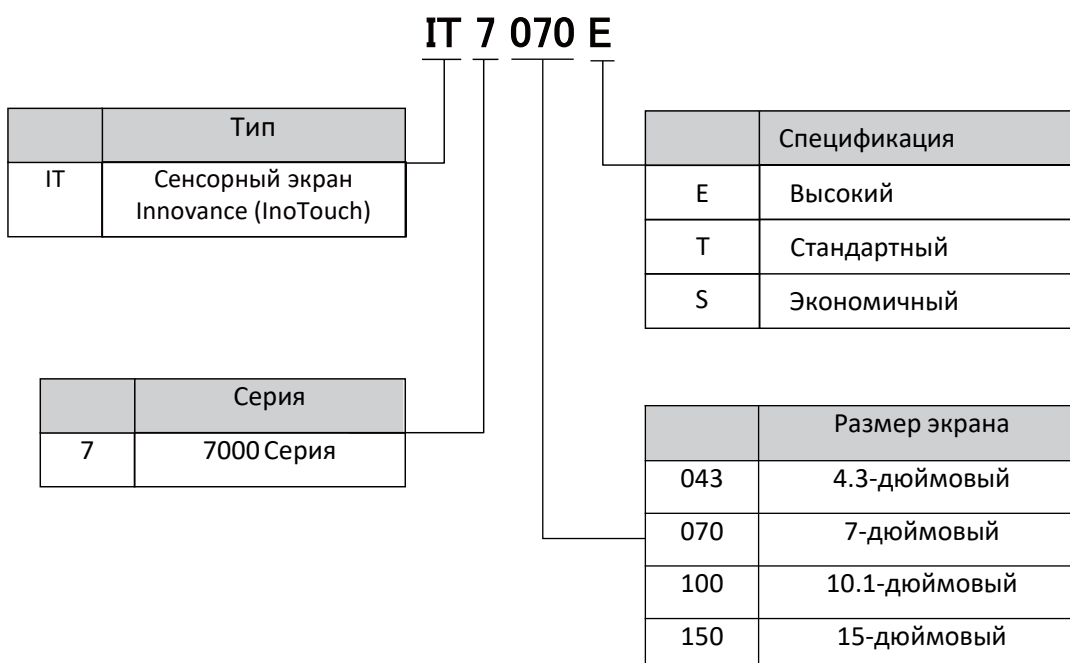 IT 7 070 E
Тип
IT Сенсорный экран
Innovance (InoTouch)
Серия
7 7000 Серия
Спецификация
E Высокий
T Стандартный
S Экономичный
Размер экрана
043 4.3-дюймовый
070 7-дюймовый
100 10.1-дюймовый
150 15-дюймовый